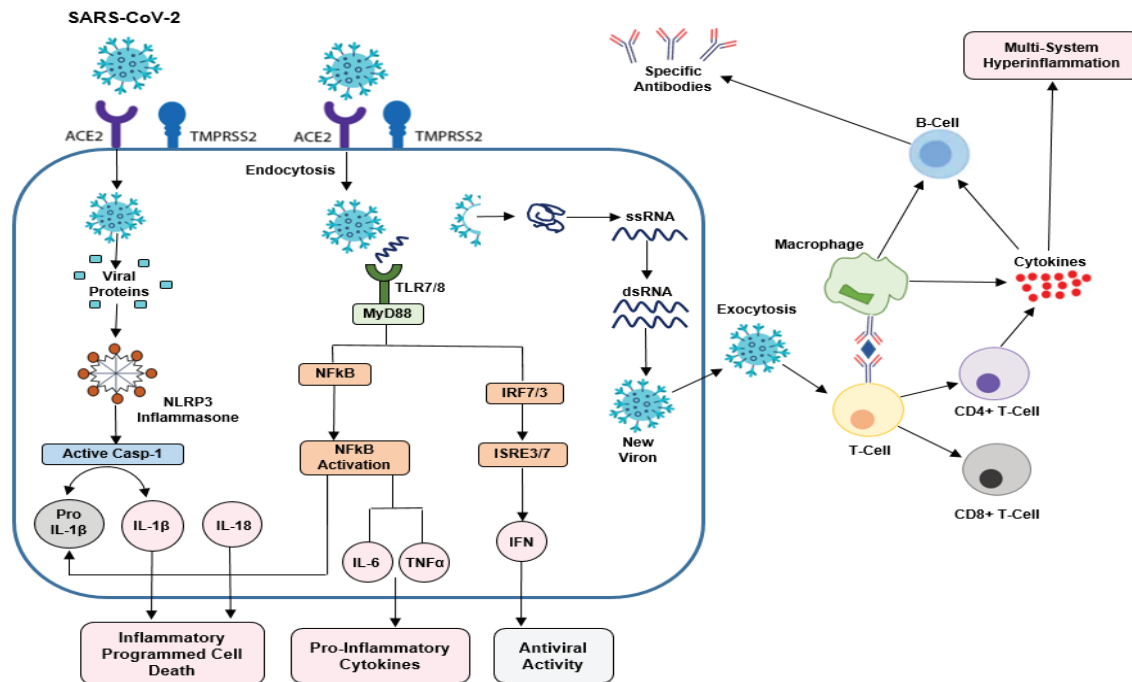 SARS-CoV-2
ACE2
TMPRSS2
ACE2
TMPRSS2
Endocytosis
Viral
Proteins
NLRP3
Inflammasone
Active Casp-1
Pro
IL-1β
IL-1β
IL-18
TLR7/8
MyD88
NFkB
NFkB
Activation
IL-6
TNFα
IRF7/3
ISRE3/7
IFN
ssRNA
dsRNA
New
Viron
Inflammatory
Programmed Cell
Death
Pro-Inflammatory
Cytokines
Antiviral
Activity
Exocytosis
Specific
Antibodies
Multi-System
Hyperinflammation
B-Cell
Macrophage
Cytokines
T-Cell
CD4+ T-Cell
CD8+ T-Cell